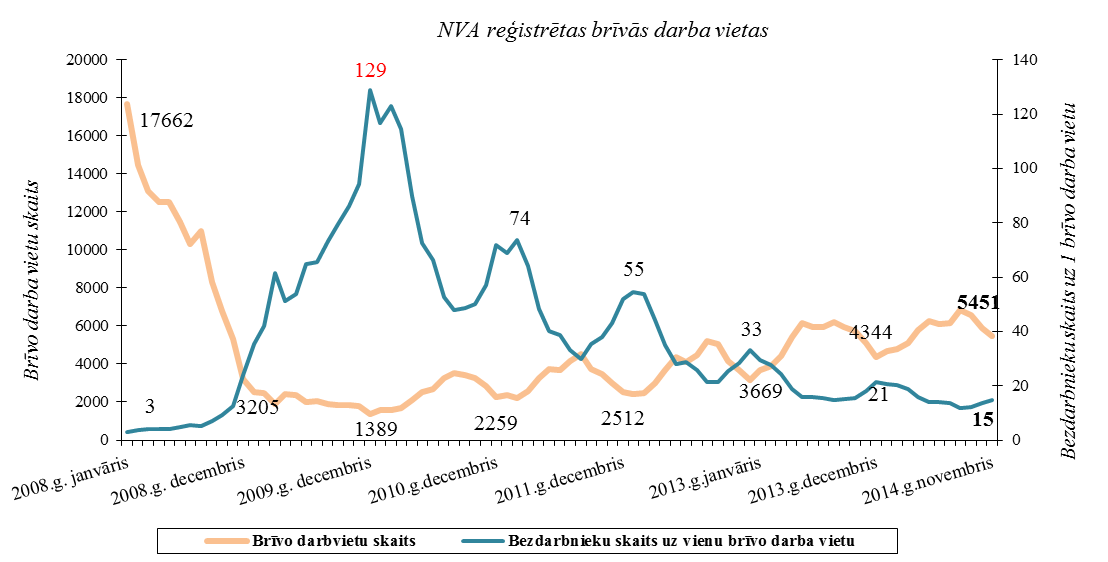 NVA reģistrētas brīvās darba vietas
Brīvo darba vietu skaits
20000
18000
16000
14000
12000
10000
8000
6000
4000
2000
0
140
120
100
80
60
40
20
0
Bezdarbnieku skaits uz 1 brīvo darba vietu
17662
3
3205
129
1389
74
2259
55
2512
33
3669
4344
21
5451
15
2008.g. janvāris
2008.g. decembris
2009.g. decembris
2010.g.decembris
2011.g.decembris
2013.g.janvāris
2013.g.decembris
2014.g.novembris
Brīvo darbvietu skaits
Bezdarbnieku skaits uz vienu brīvo darba vietu